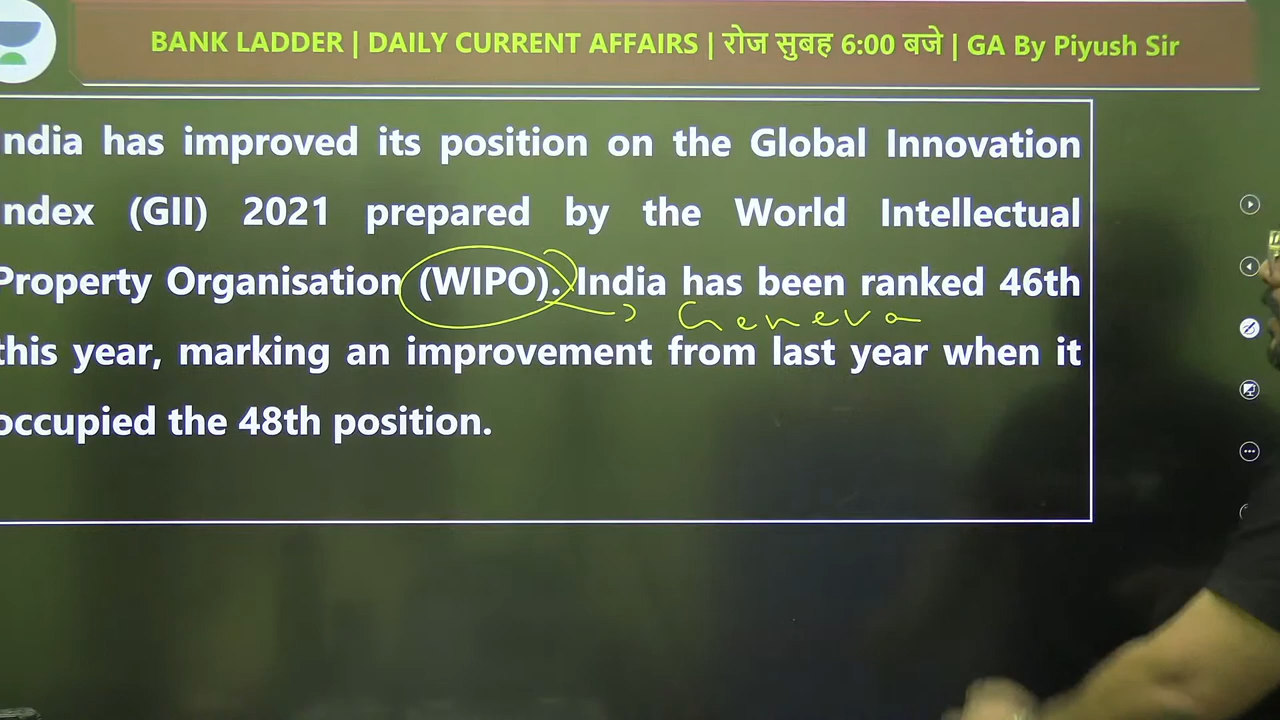 BANK LADDER | DAILY CURRENT AFFAIRS | रोज सुबह 6:00 बजे | GA By Piyush Sir
ndia has improved its position on the Global Innovation
ndex (GII) 2021 prepared by the World Intellectual
Property Organisation (WIPO). India has been ranked 46th
Geneva
this year, marking an improvement from last year when it
occupied the 48th position.